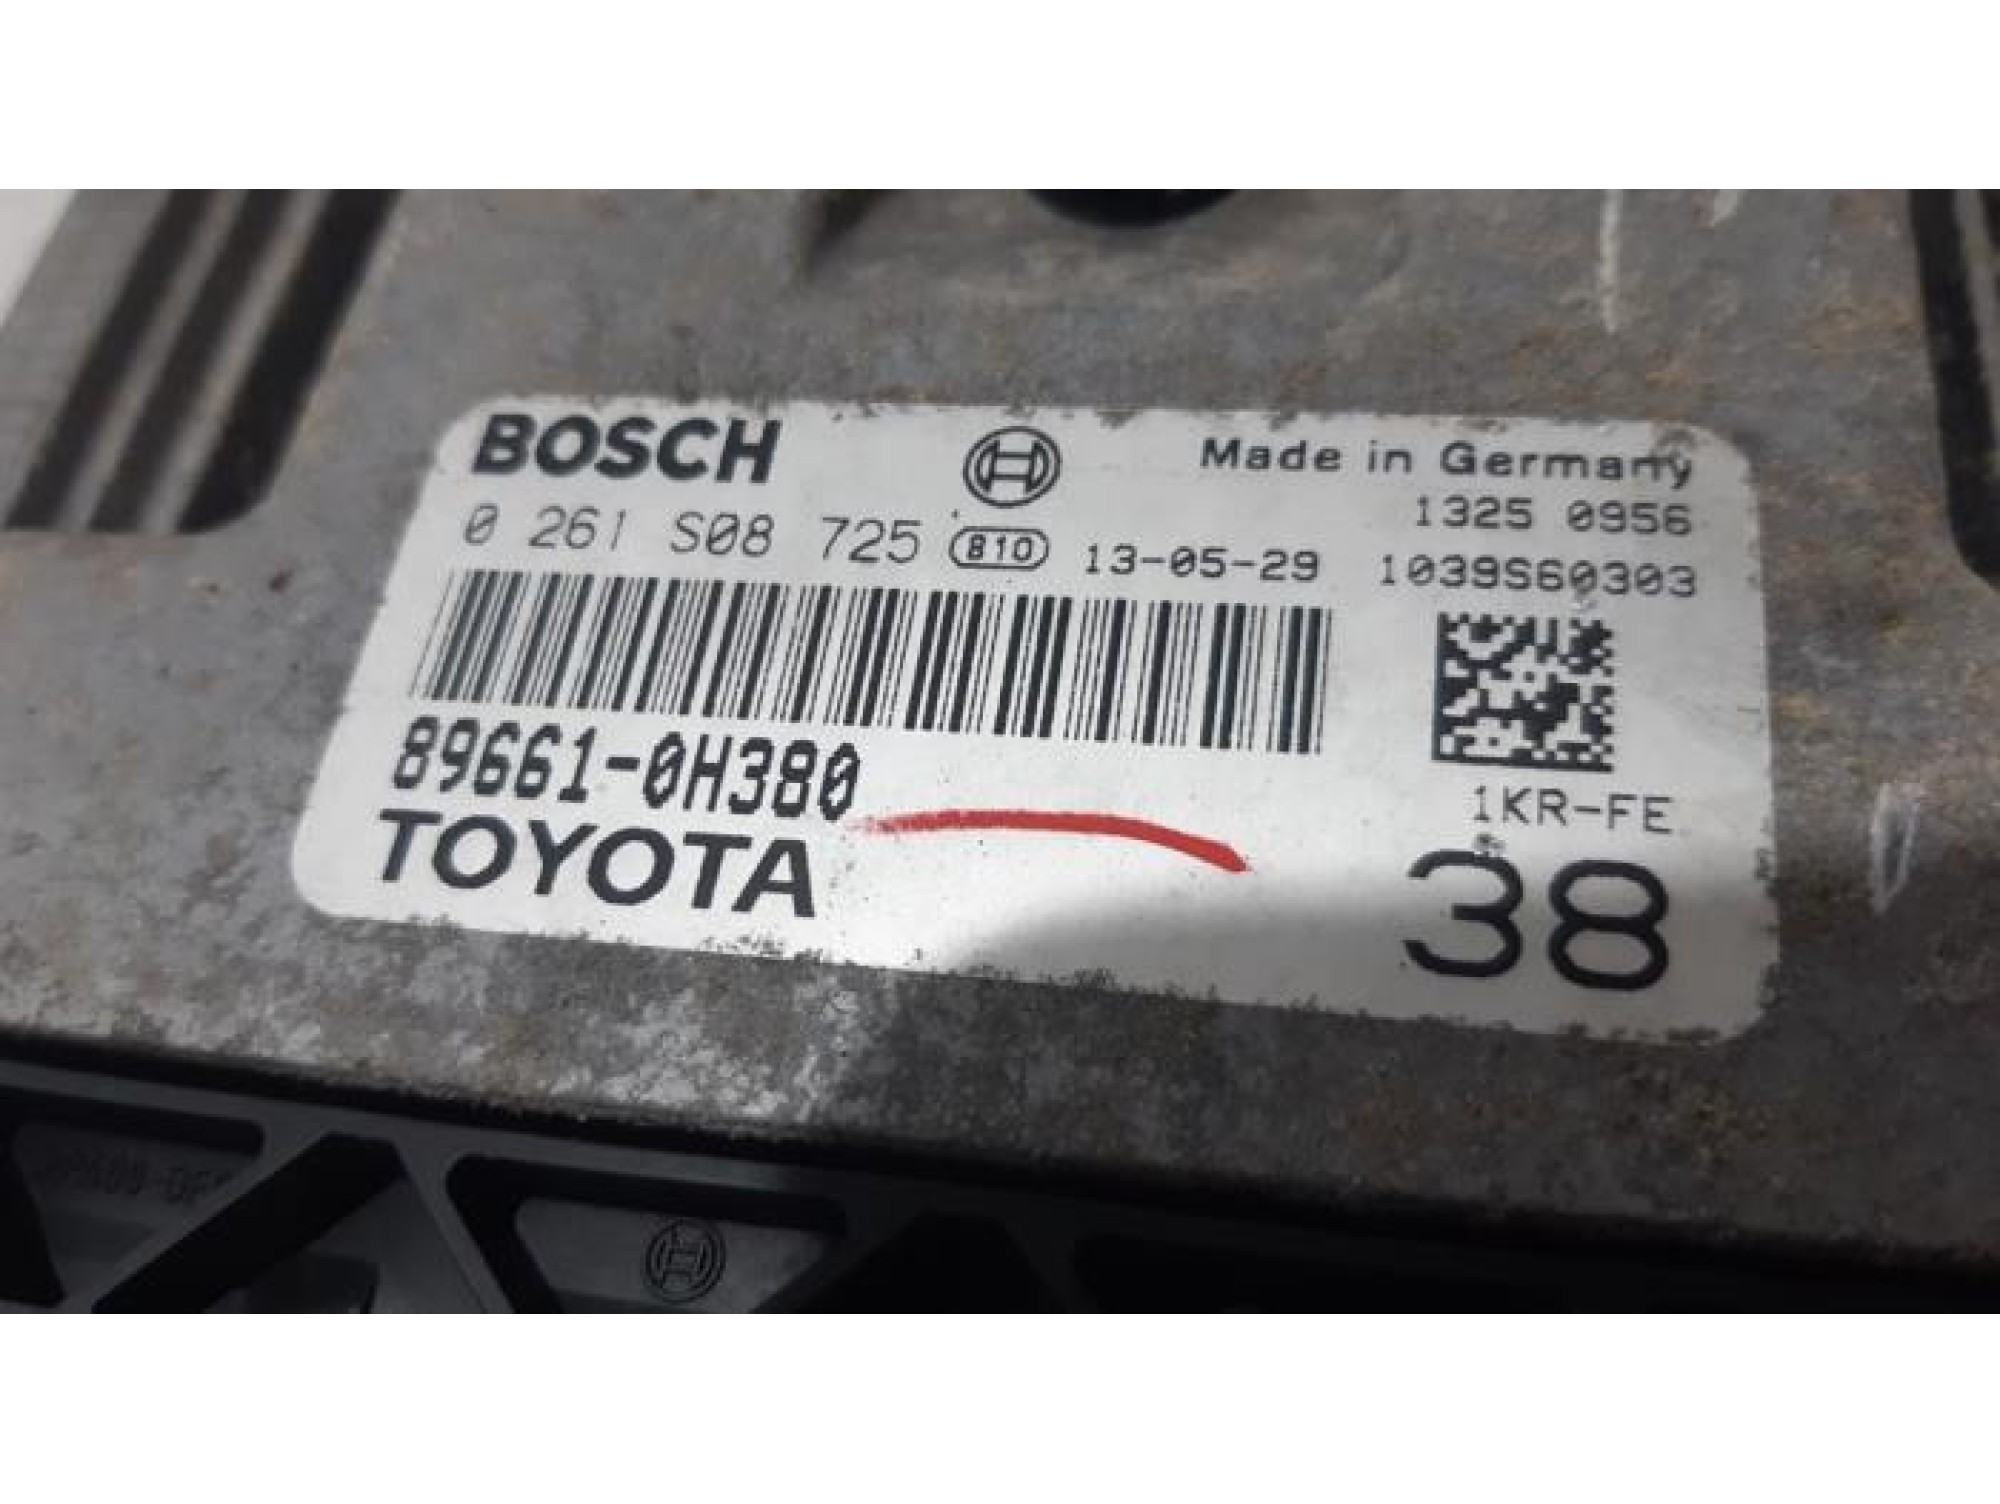 BOSCH
Made in Germany
1325 0956
0 261 S08 725 810 13-05-29 1039S60303
89661-0H380
1KR-FE
TOYOTA
38